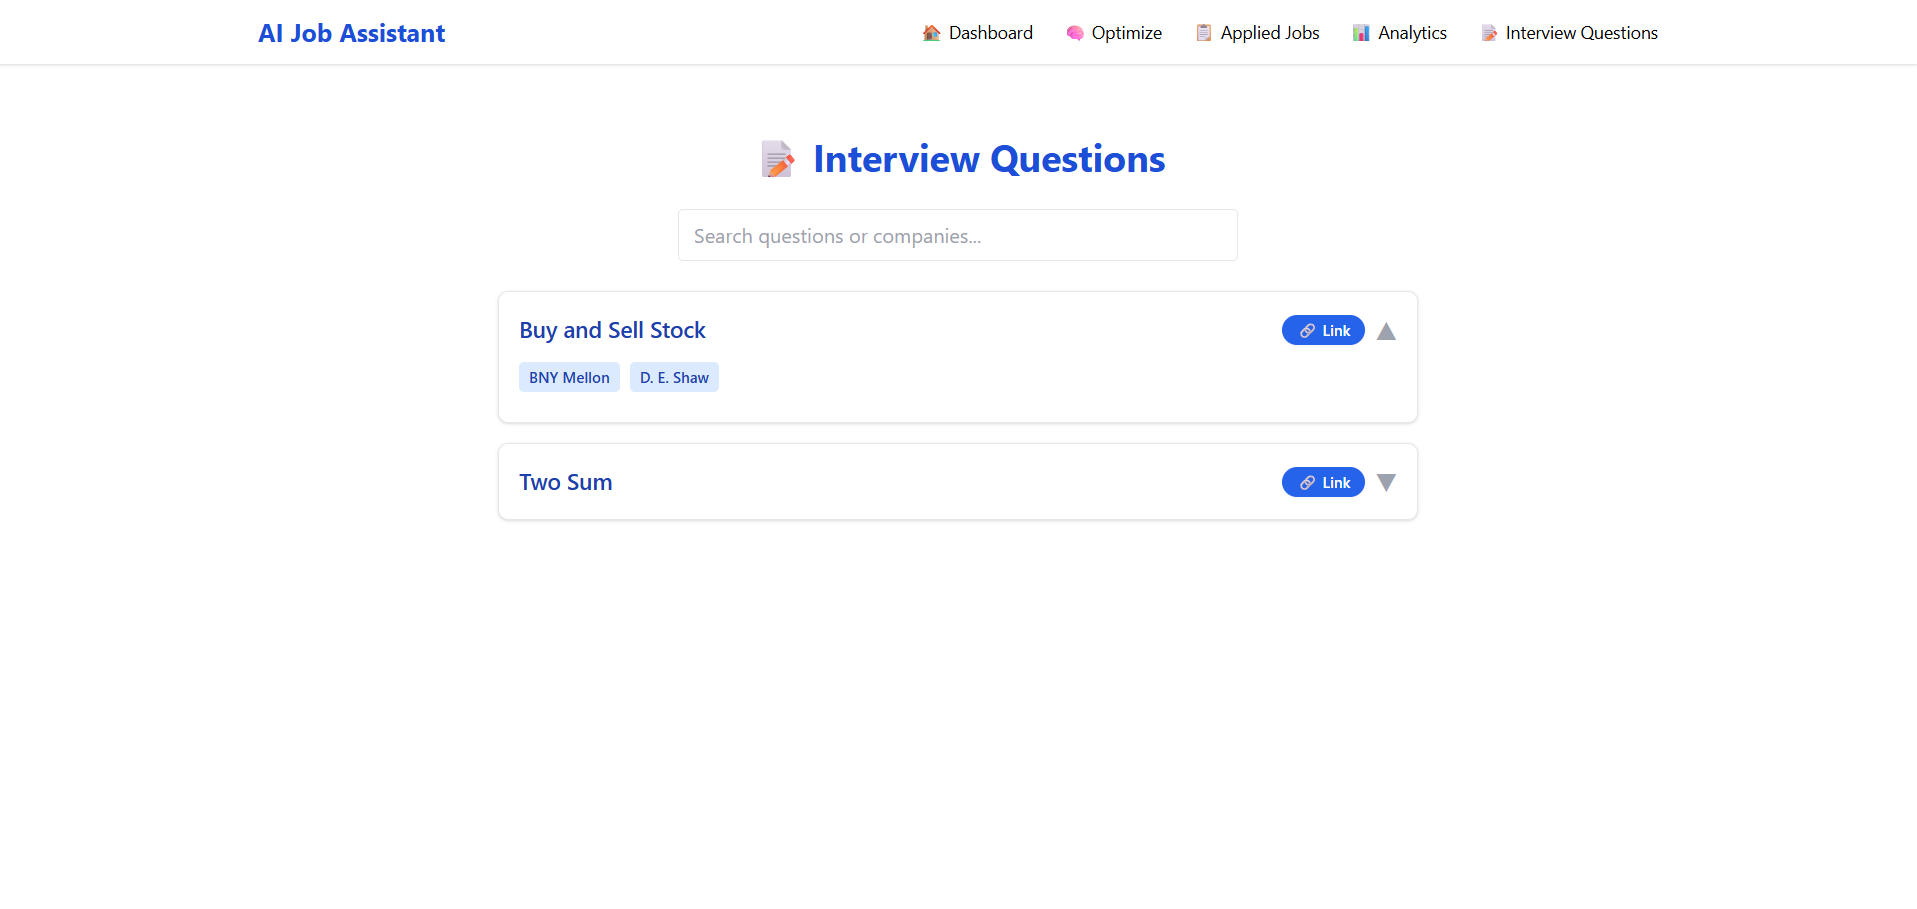 AI Job Assistant
Dashboard
Optimize
Applied Jobs
Analytics
Interview Questions
Interview Questions
Search questions or companies...
Buy and Sell Stock
Link
BNY Mellon
D. E. Shaw
Two Sum
Link